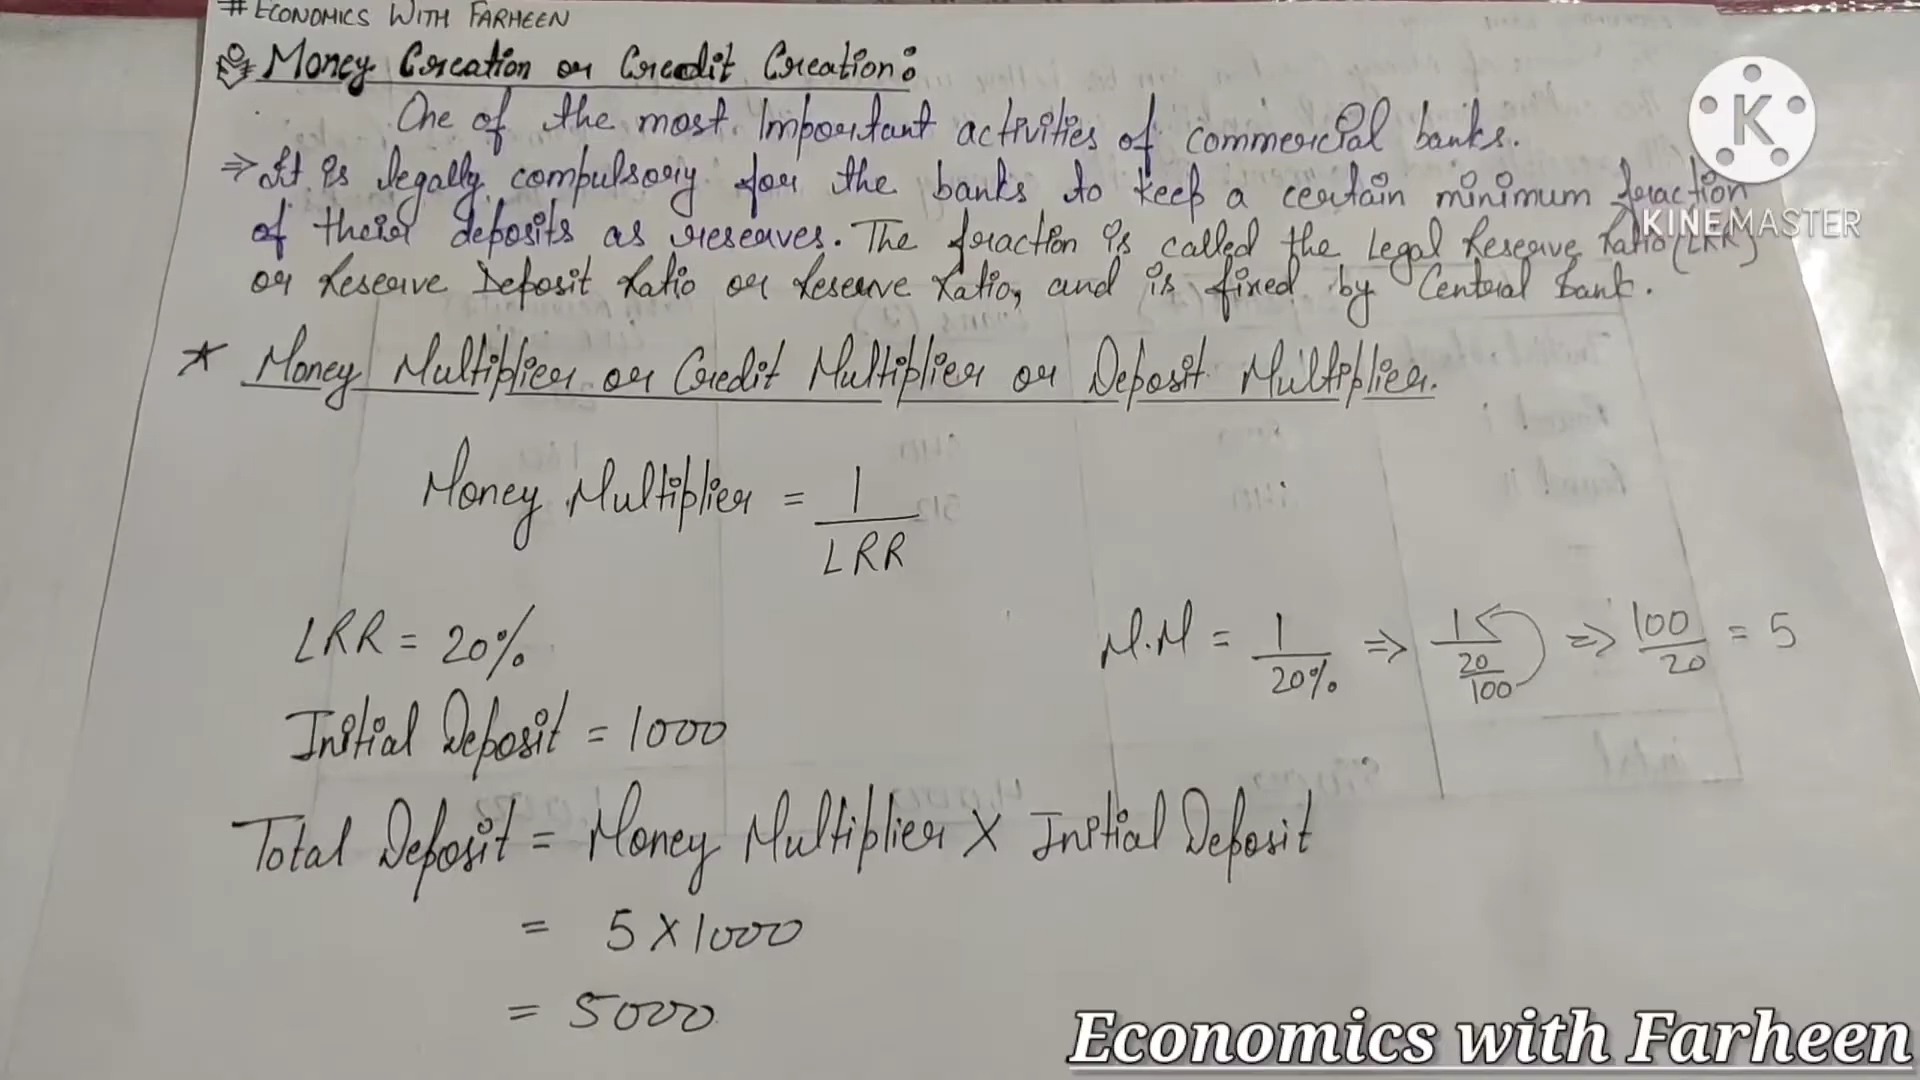 # ECONOMICS WITH FARHEEN
Money Creation or Credit Creation:
One of the most important activities of commercial banks.
⇒ It is legally compulsory for the banks to keep a certain minimum fraction
of their deposits as reserves. The fraction is called the Legal Reserve Ratio (LRR)
or Reserve Deposit Ratio or Reserve Ratio, and is fixed by Central Bank.
★ Money Multiplier or Credit Multiplier or Deposit Multiplier.
Money Multiplier = 1/LRR
LRR = 20%
M.M = 1/20% ⇒ 1/(20/100) ⇒ 100/20 = 5
Initial Deposit = 1000
Total Deposit = Money Multiplier X Initial Deposit
= 5 X 1000
= 5000
K
KINEMASTER
Economics with Farheen